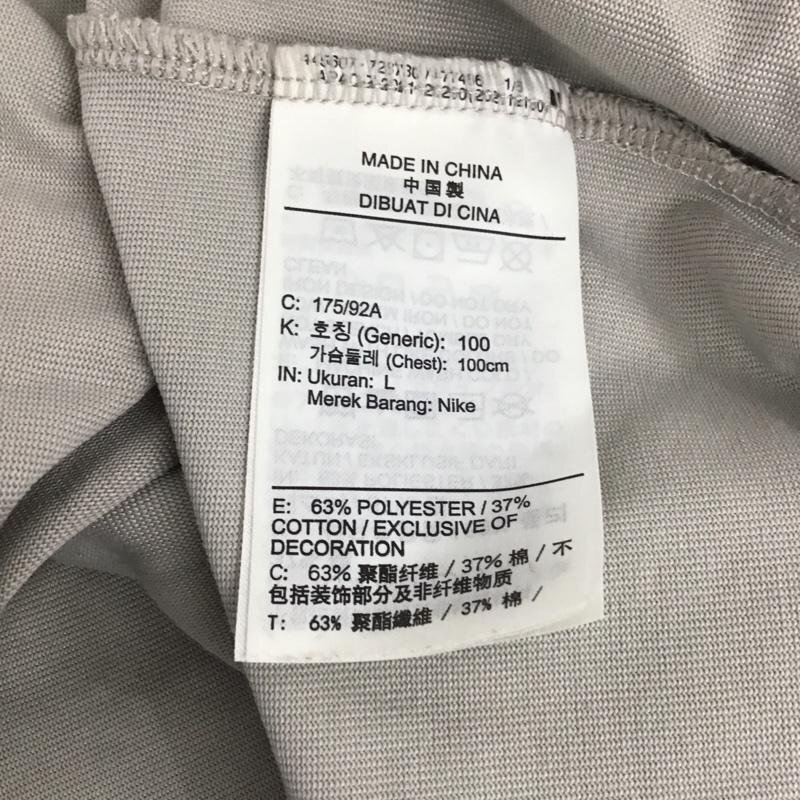 1/8
MADE IN CHINA
中国製
DIBUAT DI CINA
C: 175/92A
K: 호칭 (Generic): 100
가슴둘레 (Chest): 100cm
IN: Ukuran: L
Merek Barang: Nike
E: 63% POLYESTER / 37%
COTTON / EXCLUSIVE OF
DECORATION
C: 63% 聚酯纤维 / 37% 棉 / 不
包括装饰部分及非纤维物质
T: 63% 聚酯纖維 / 37% 棉 /